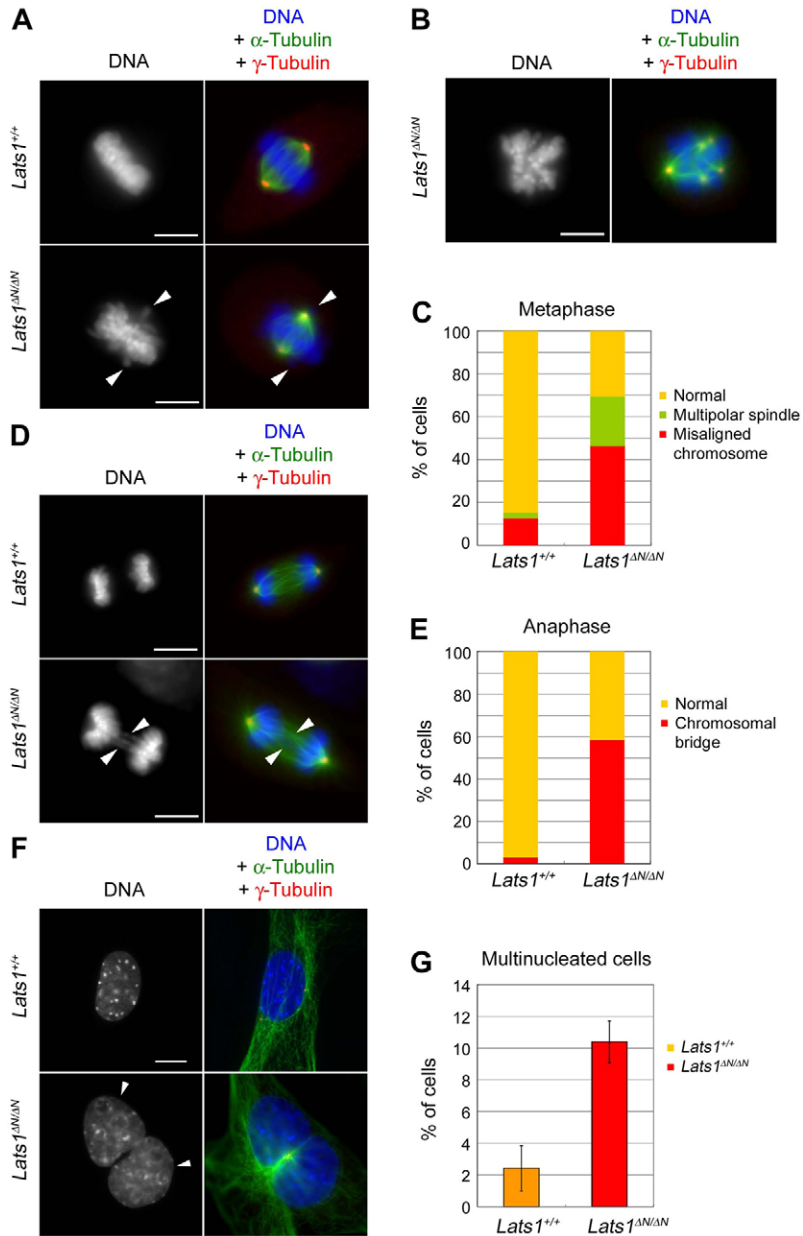 A
DNA
DNA
+ α-Tubulin
+ γ-Tubulin
Lats1+/+
Lats1ΔN/ΔN
B
DNA
DNA
+ α-Tubulin
+ γ-Tubulin
Lats1ΔN/ΔN
C
Metaphase
% of cells
100
80
60
40
20
0
Lats1+/+
Lats1ΔN/ΔN
Normal
Multipolar spindle
Misaligned
chromosome
D
DNA
DNA
+ α-Tubulin
+ γ-Tubulin
Lats1+/+
Lats1ΔN/ΔN
E
Anaphase
% of cells
100
80
60
40
20
0
Lats1+/+
Lats1ΔN/ΔN
Normal
Chromosomal
bridge
F
DNA
DNA
+ α-Tubulin
+ γ-Tubulin
Lats1+/+
Lats1ΔN/ΔN
G
Multinucleated cells
% of cells
14
12
10
8
6
4
2
0
Lats1+/+
Lats1ΔN/ΔN
Lats1+/+
Lats1ΔN/ΔN